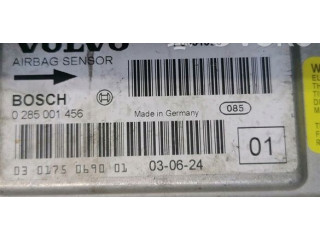 VOLVO
AIRBAG SENSOR
BOSCH
0 285 001 456
Made in Germany
085
03 0175 0690 01
03-06-24
01